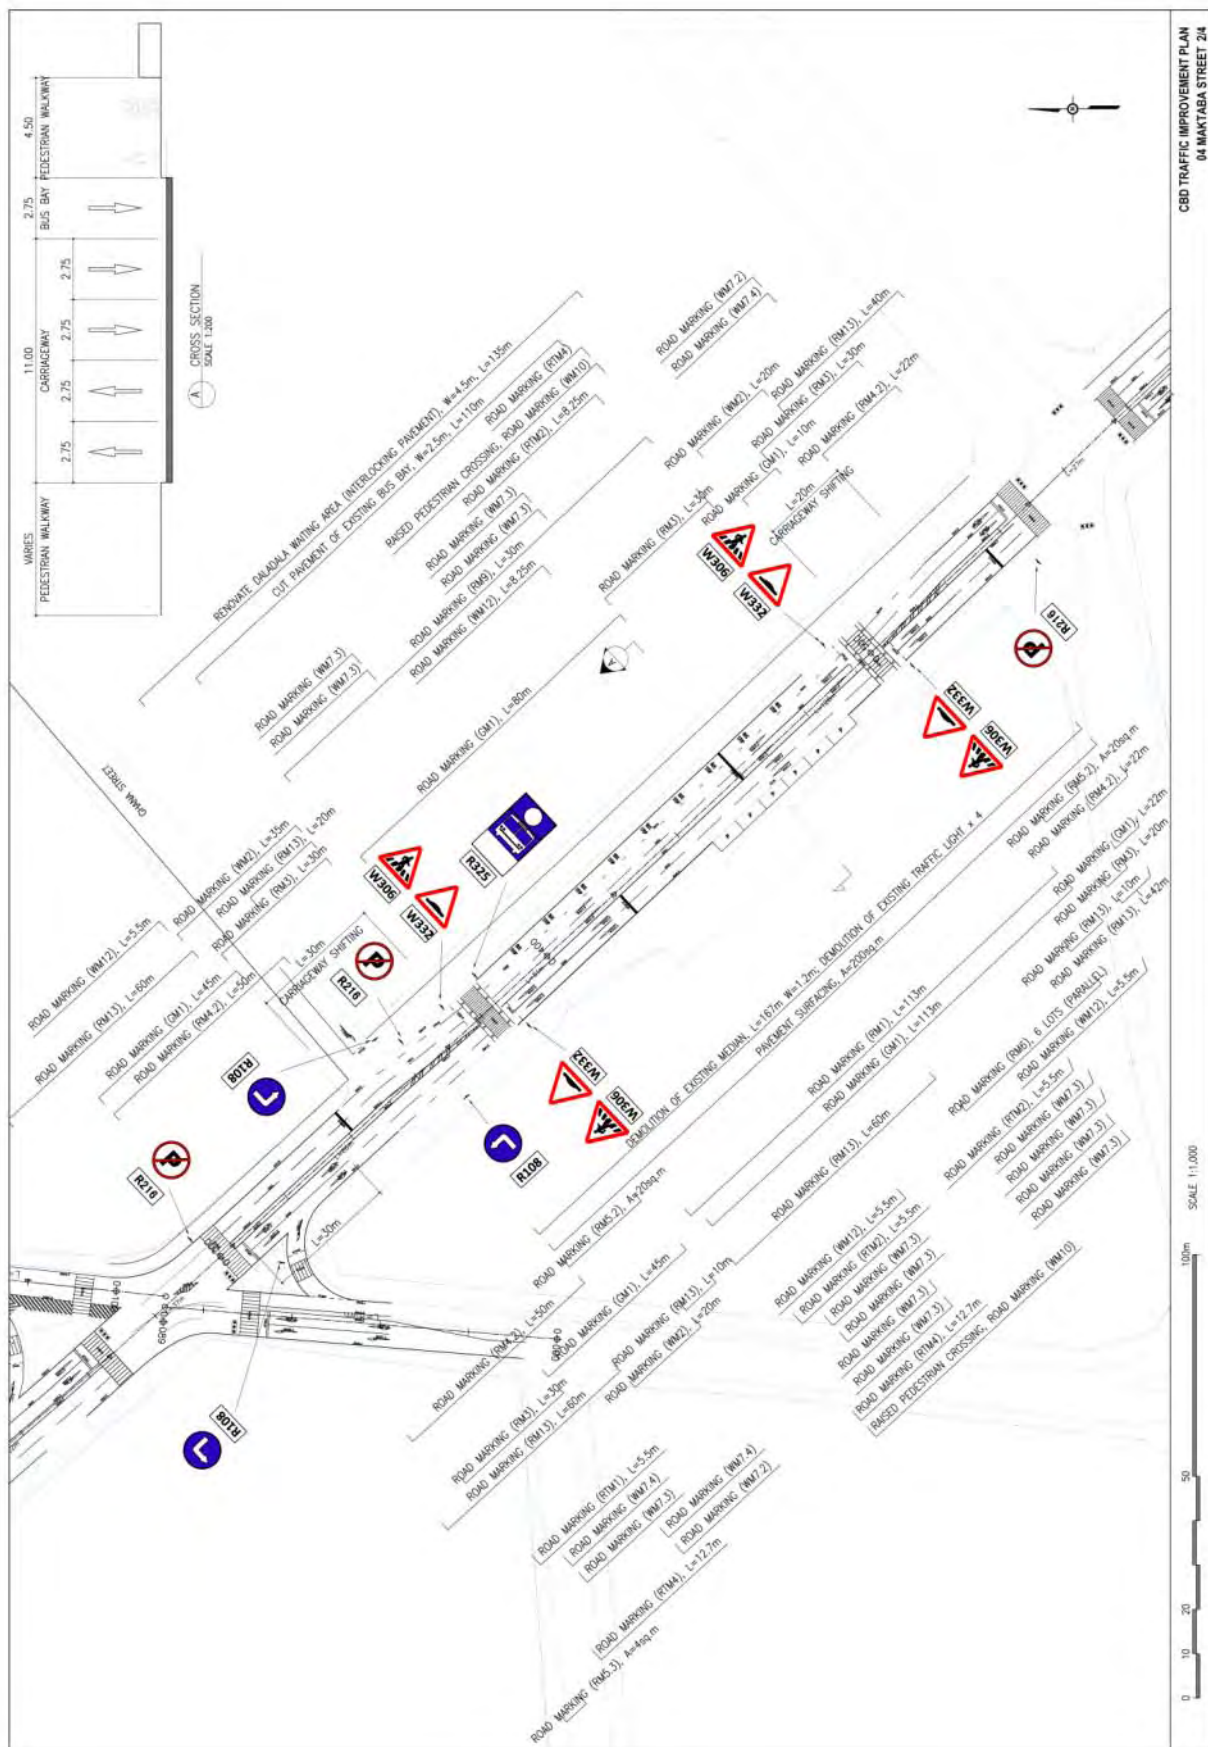 CBD TRAFFIC IMPROVEMENT PLAN
04 MAKTABA STREET 2/4
VARIES
11.00
2.75
4.50
PEDESTRIAN WALKWAY
CARRIAGEWAY
BUS BAY
PEDESTRIAN WALKWAY
2.75
2.75
2.75
2.75
A
CROSS SECTION
SCALE 1:200
GHANA STREET
RENOVATE DALADALA WAITING AREA (INTERLOCKING PAVEMENT), W=4.5m, L=135m
CUT PAVEMENT OF EXISTING BUS BAY, W=2.5m, L=110m
ROAD MARKING (RTM4)
RAISED PEDESTRIAN CROSSING, ROAD MARKING (WM10)
ROAD MARKING (RTM2), L=8.25m
ROAD MARKING (WM7.3)
ROAD MARKING (WM7.3)
ROAD MARKING (RM9), L=30m
ROAD MARKING (WM12), L=8.25m
ROAD MARKING (WM7.3)
ROAD MARKING (WM7.3)
ROAD MARKING (GM1), L=80m
ROAD MARKING (WM7.2)
ROAD MARKING (WM7.4)
ROAD MARKING (WM2), L=20m
ROAD MARKING (RM13), L=40m
ROAD MARKING (RM3), L=30m
ROAD MARKING (GM1), L=10m
ROAD MARKING (RM4.2), L=22m
ROAD MARKING (RM3), L=30m
L=20m
CARRIAGEWAY SHIFTING
W306
W332
A
ROAD MARKING (WM12), L=5.5m
ROAD MARKING (WM2), L=35m
ROAD MARKING (RM13), L=20m
ROAD MARKING (RM3), L=30m
ROAD MARKING (RM13), L=60m
ROAD MARKING (GM1), L=45m
ROAD MARKING (RM4.2), L=50m
L=30m
CARRIAGEWAY SHIFTING
R216
R108
R216
W306
W332
R325
0+400
R108
W332
W306
W332
W306
R216
R108
L=30m
0+080
DEMOLITION OF EXISTING MEDIAN, L=167m W=1.2m; DEMOLITION OF EXISTING TRAFFIC LIGHT x 4
PAVEMENT SURFACING, A=200sq.m
ROAD MARKING (RM5.2), A=20sq.m
ROAD MARKING (RM4.2), L=22m
ROAD MARKING (RM1), L=113m
ROAD MARKING (GM1), L=113m
ROAD MARKING (GM1), L=22m
ROAD MARKING (RM3), L=20m
ROAD MARKING (RM13), L=10m
ROAD MARKING (RM13), L=42m
ROAD MARKING (RM13), L=60m
ROAD MARKING (RM6), 6 LOTS (PARALLEL)
ROAD MARKING (WM12), L=5.5m
ROAD MARKING (RTM2), L=5.5m
ROAD MARKING (WM7.3)
ROAD MARKING (WM7.3)
ROAD MARKING (WM7.3)
ROAD MARKING (WM7.3)
ROAD MARKING (RM5.2), A=20sq.m
ROAD MARKING (RM4.2), L=50m
ROAD MARKING (GM1), L=45m
ROAD MARKING (RM13), L=10m
ROAD MARKING (WM2), L=20m
ROAD MARKING (RM3), L=30m
ROAD MARKING (RM13), L=60m
ROAD MARKING (WM12), L=5.5m
ROAD MARKING (RTM2), L=5.5m
ROAD MARKING (WM7.3)
ROAD MARKING (WM7.3)
ROAD MARKING (WM7.3)
ROAD MARKING (WM7.3)
ROAD MARKING (RTM4), L=12.7m
RAISED PEDESTRIAN CROSSING, ROAD MARKING (WM10)
ROAD MARKING (RTM1), L=5.5m
ROAD MARKING (WM7.4)
ROAD MARKING (WM7.3)
ROAD MARKING (WM7.4)
ROAD MARKING (WM7.2)
ROAD MARKING (RTM4), L=12.7m
ROAD MARKING (RM5.3), A=4sq.m
0 10 20 50 100m
SCALE 1:1,000